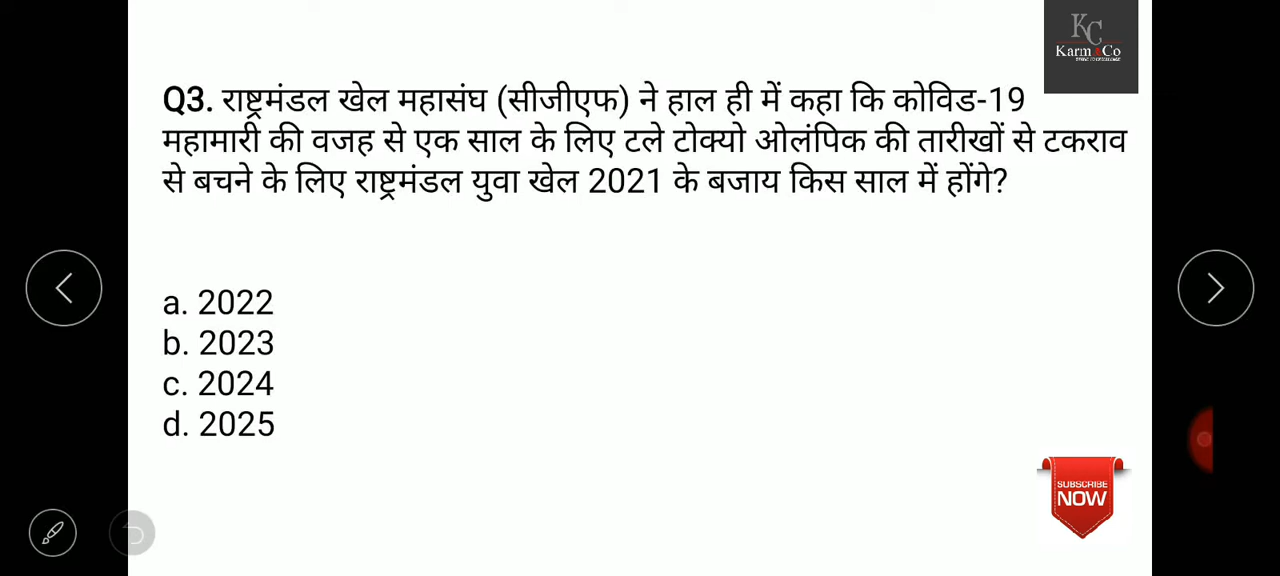 KC
Karm &Co
Q3. राष्ट्रमंडल खेल महासंघ (सीजीएफ) ने हाल ही में कहा कि कोविड-19
महामारी की वजह से एक साल के लिए टले टोक्यो ओलंपिक की तारीखों से टकराव
से बचने के लिए राष्ट्रमंडल युवा खेल 2021 के बजाय किस साल में होंगे?
a. 2022
b. 2023
c. 2024
d. 2025
SUBSCRIBE
NOW